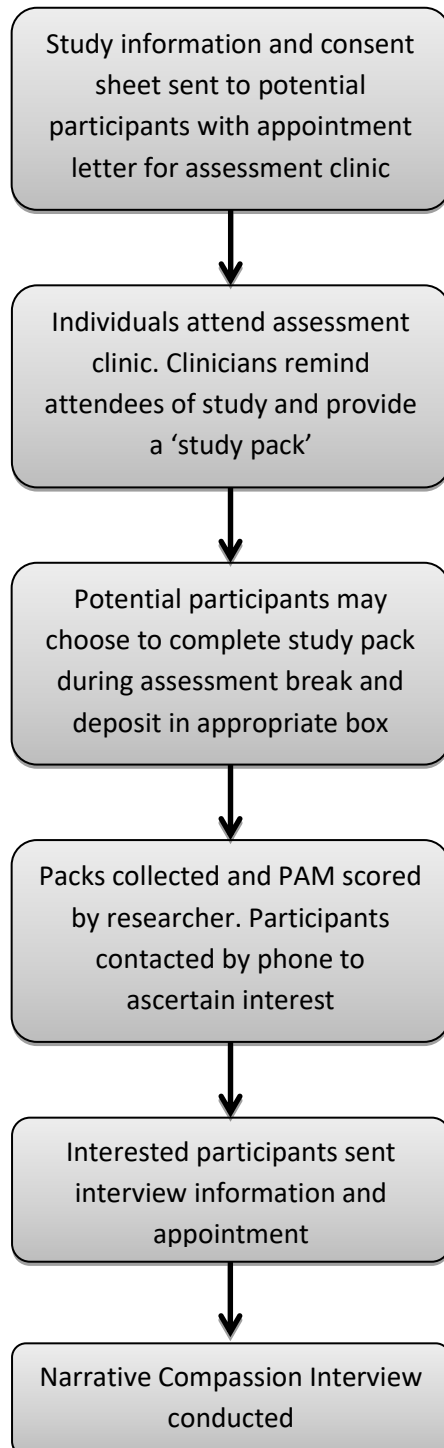 Study information and consent
sheet sent to potential
participants with appointment
letter for assessment clinic
Individuals attend assessment
clinic. Clinicians remind
attendees of study and provide
a ‘study pack’
Potential participants may
choose to complete study pack
during assessment break and
deposit in appropriate box
Packs collected and PAM scored
by researcher. Participants
contacted by phone to
ascertain interest
Interested participants sent
interview information and
appointment
Narrative Compassion Interview
conducted